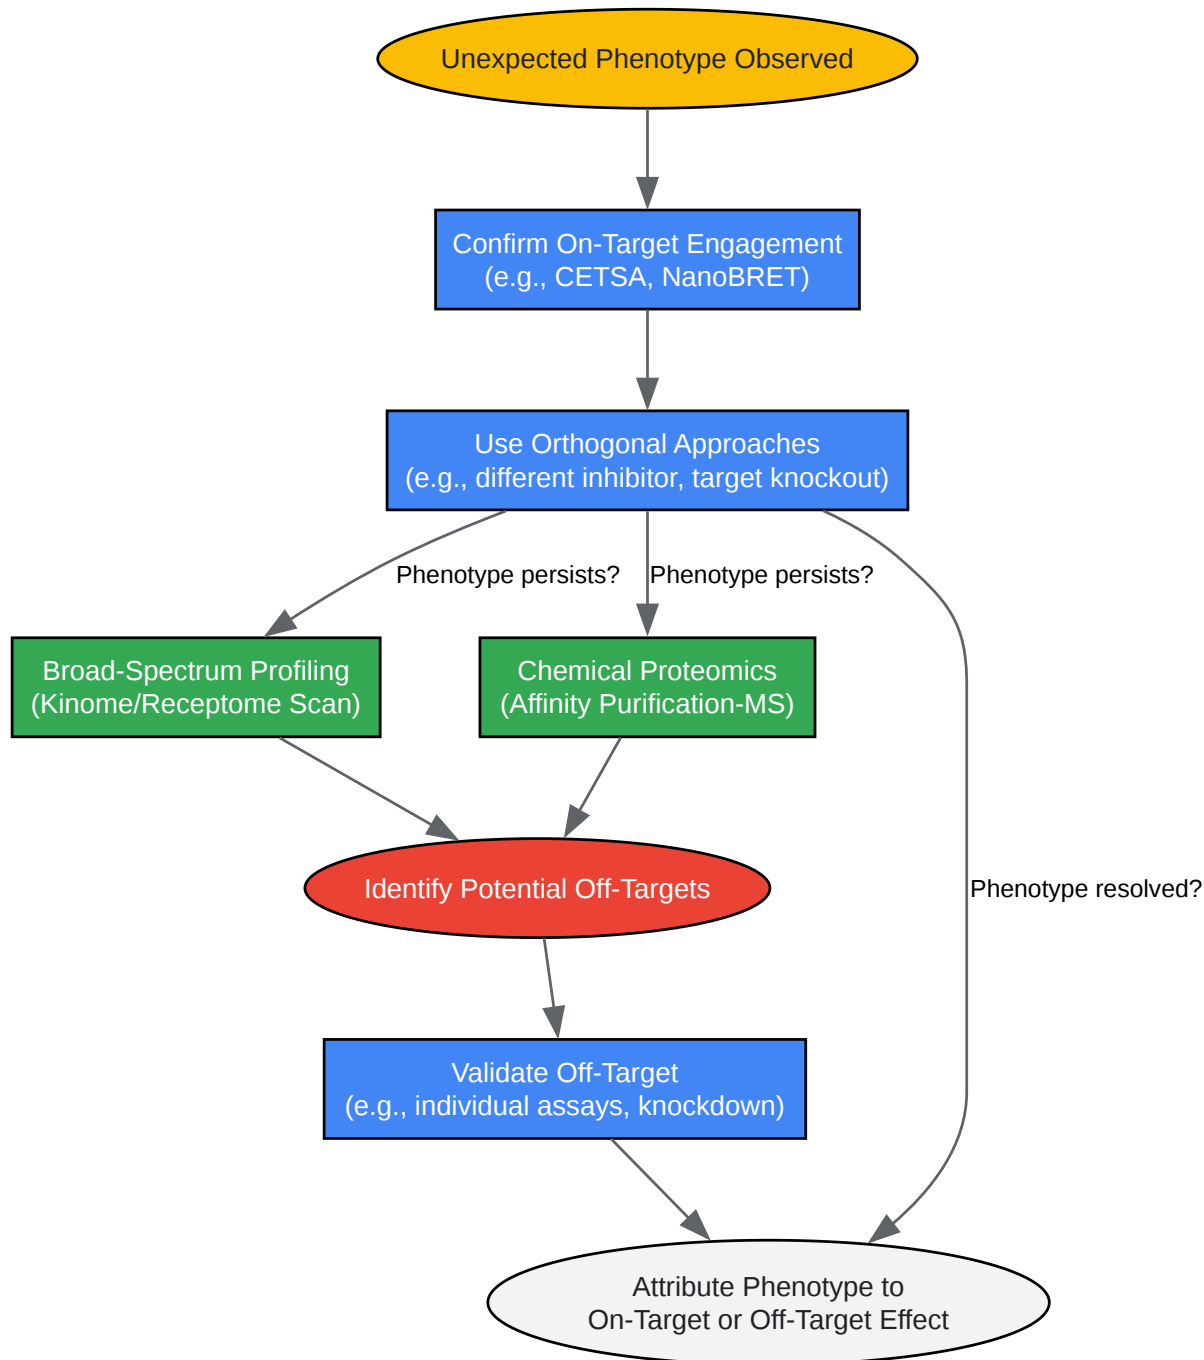 Unexpected Phenotype Observed
Confirm On-Target Engagement
(e.g., CETSA, NanoBRET)
Use Orthogonal Approaches
(e.g., different inhibitor, target knockout)
Phenotype persists?
Phenotype persists?
Broad-Spectrum Profiling
(Kinome/Receptome Scan)
Chemical Proteomics
(Affinity Purification-MS)
Identify Potential Off-Targets
Phenotype resolved?
Validate Off-Target
(e.g., individual assays, knockdown)
Attribute Phenotype to
On-Target or Off-Target Effect